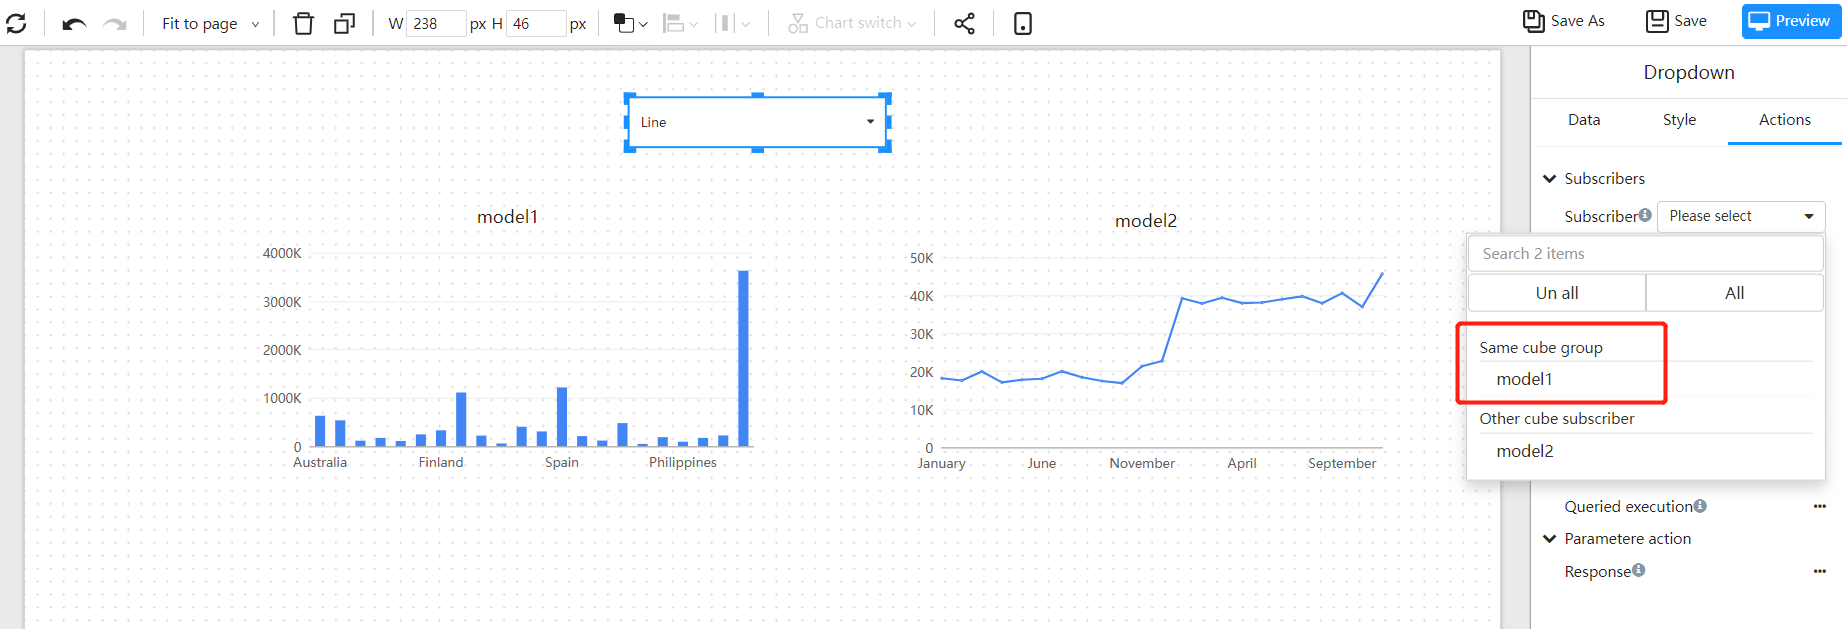 Fit to page
W 238 px H 46 px
Chart switch
Save As
Save
Preview
Line
model1
4000K
3000K
2000K
1000K
0
Australia Finland Spain Philippines
model2
50K
40K
30K
20K
10K
0
January June November April September
Dropdown
Data Style Actions
Subscribers
Subscriber Please select
Search 2 items
Un all All
Same cube group
model1
Other cube subscriber
model2
Queried execution
Parametere action
Response